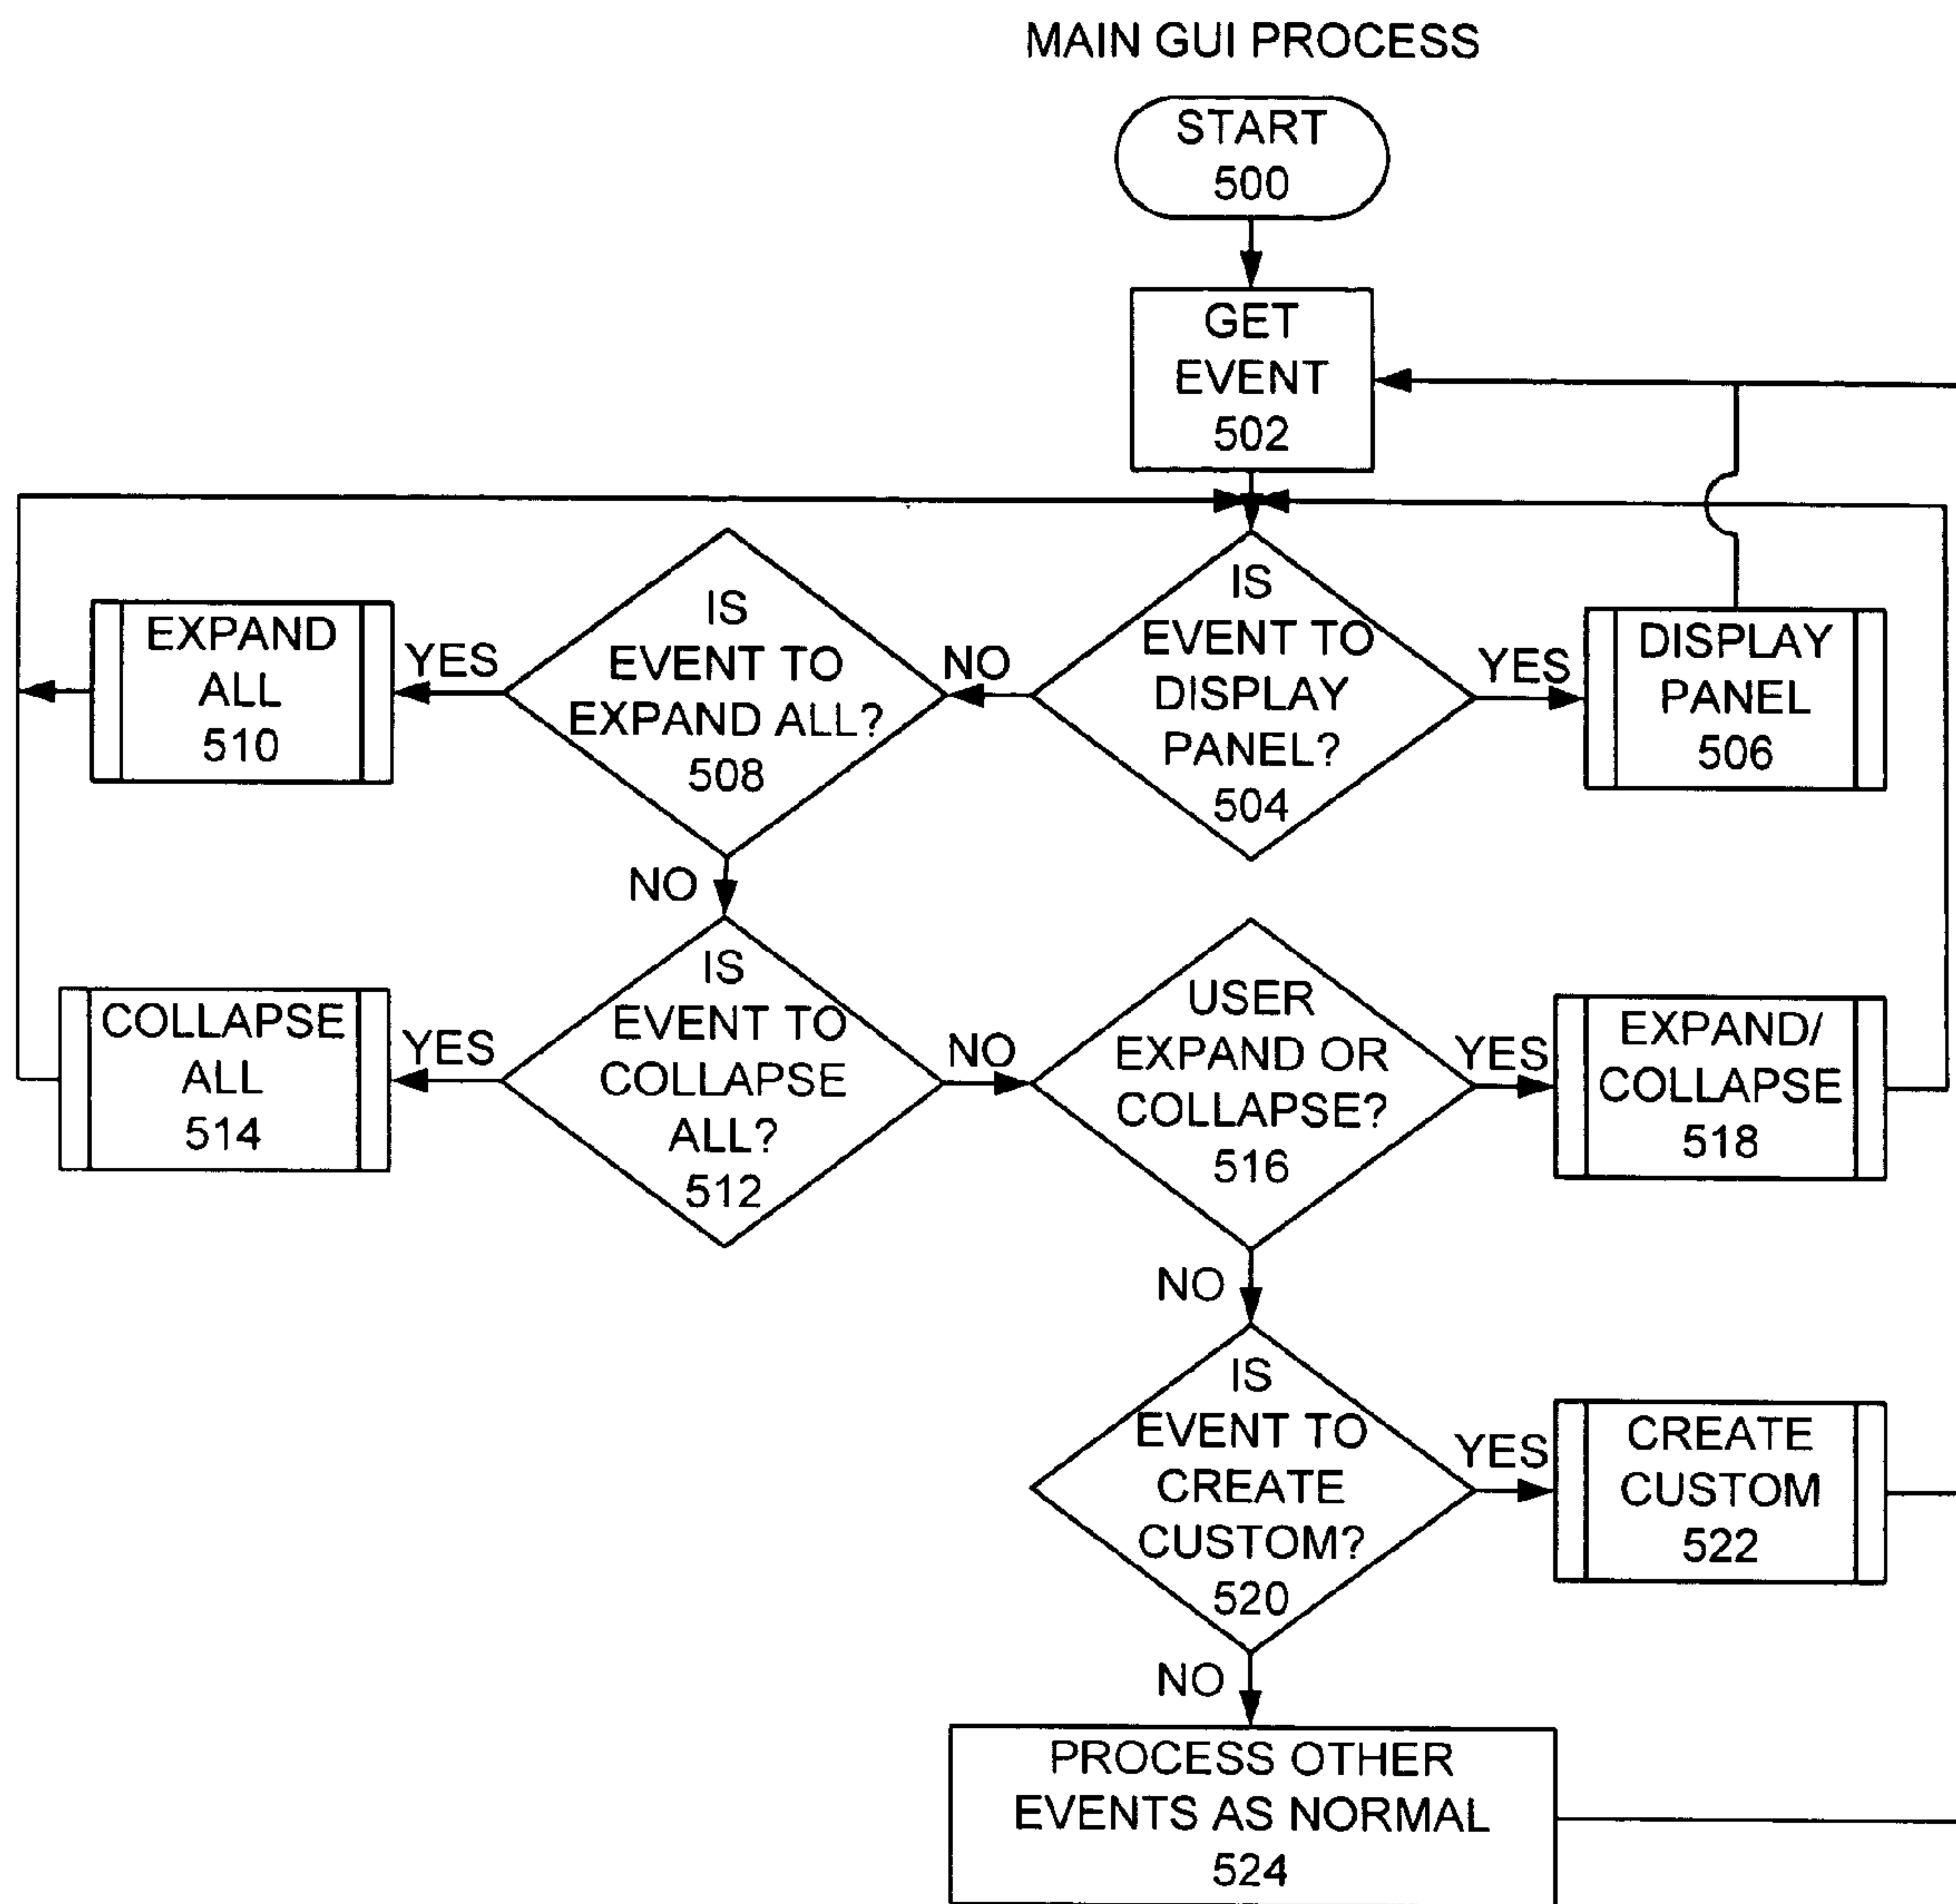 MAIN GUI PROCESS
START
500
GET
EVENT
502
IS
EVENT TO
DISPLAY
PANEL?
504
YES
DISPLAY
PANEL
506
NO
IS
EVENT TO
EXPAND ALL?
508
YES
EXPAND
ALL
510
NO
IS
EVENT TO
COLLAPSE
ALL?
512
YES
COLLAPSE
ALL
514
NO
USER
EXPAND OR
COLLAPSE?
516
YES
EXPAND/
COLLAPSE
518
NO
IS
EVENT TO
CREATE
CUSTOM?
520
YES
CREATE
CUSTOM
522
NO
PROCESS OTHER
EVENTS AS NORMAL
524